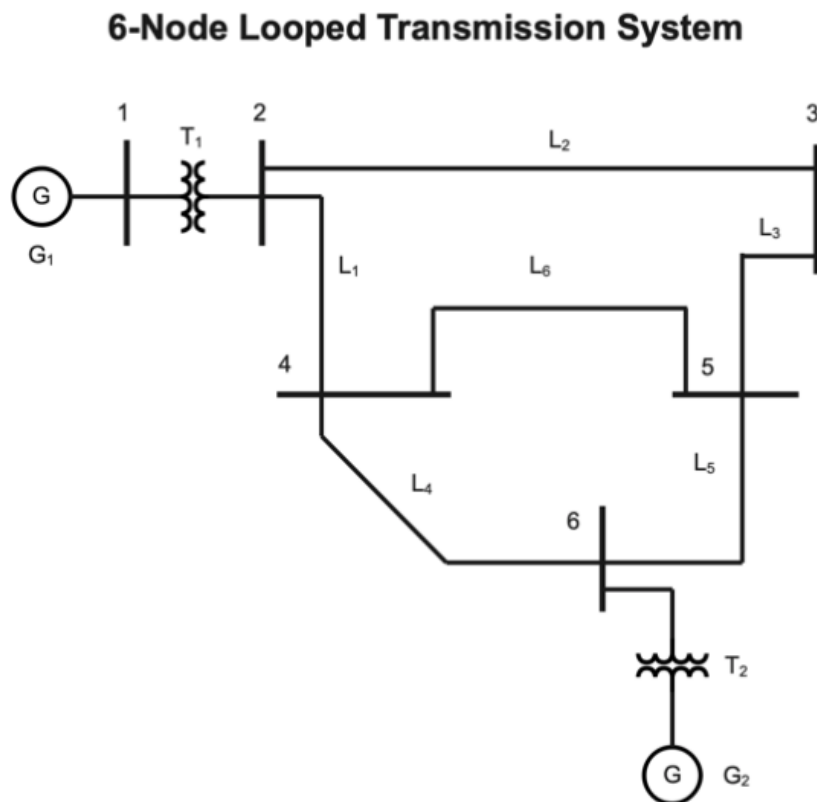 6-Node Looped Transmission System
1
T₁
2
L₂
3
G
G₁
L₁
L₆
L₃
4
5
L₄
L₅
6
T₂
G
G₂